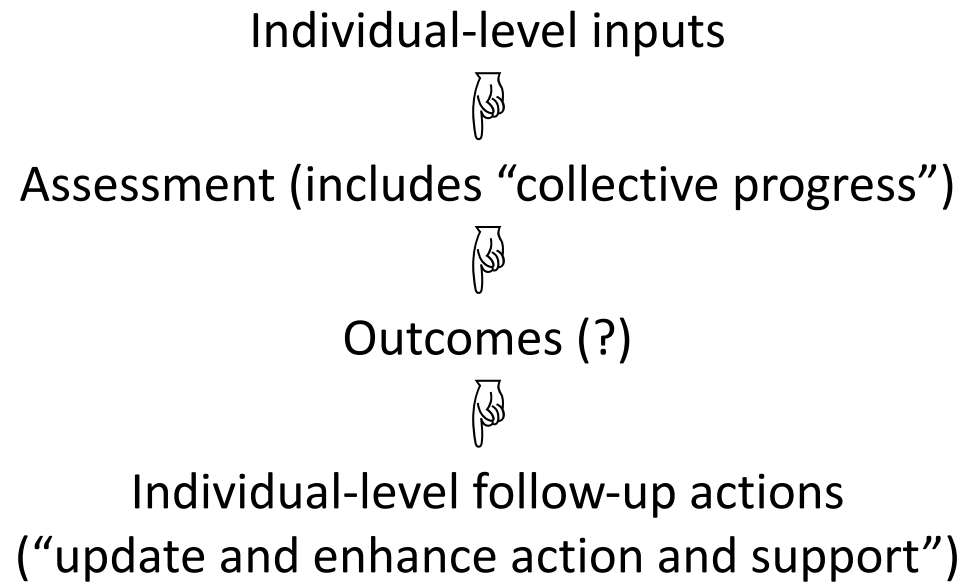 Individual-level inputs
Assessment (includes “collective progress”)
Outcomes (?)
Individual-level follow-up actions
(“update and enhance action and support”)